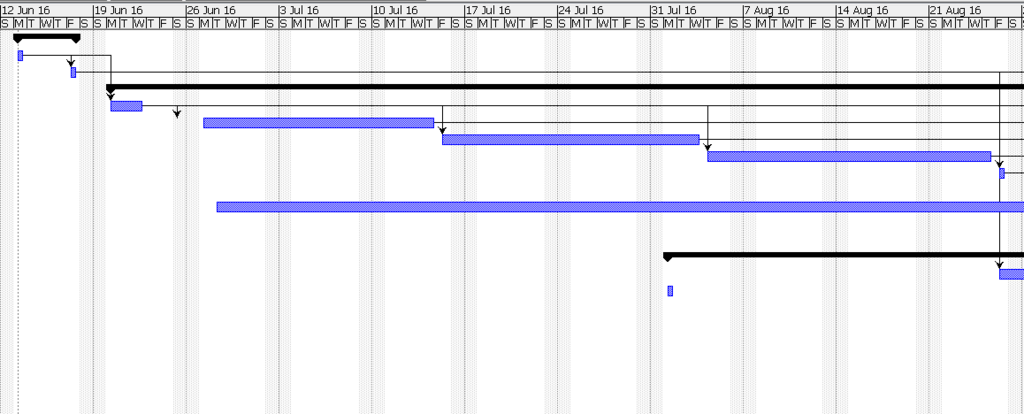 12 Jun 16 19 Jun 16 26 Jun 16 3 Jul 16 10 Jul 16 17 Jul 16 24 Jul 16 31 Jul 16 7 Aug 16 14 Aug 16 21 Aug 16
S M T W T F S S M T W T F S S M T W T F S S M T W T F S S M T W T F S S M T W T F S S M T W T F S S M T W T F S S M T W T F S S M T W T F S S M T W T F S